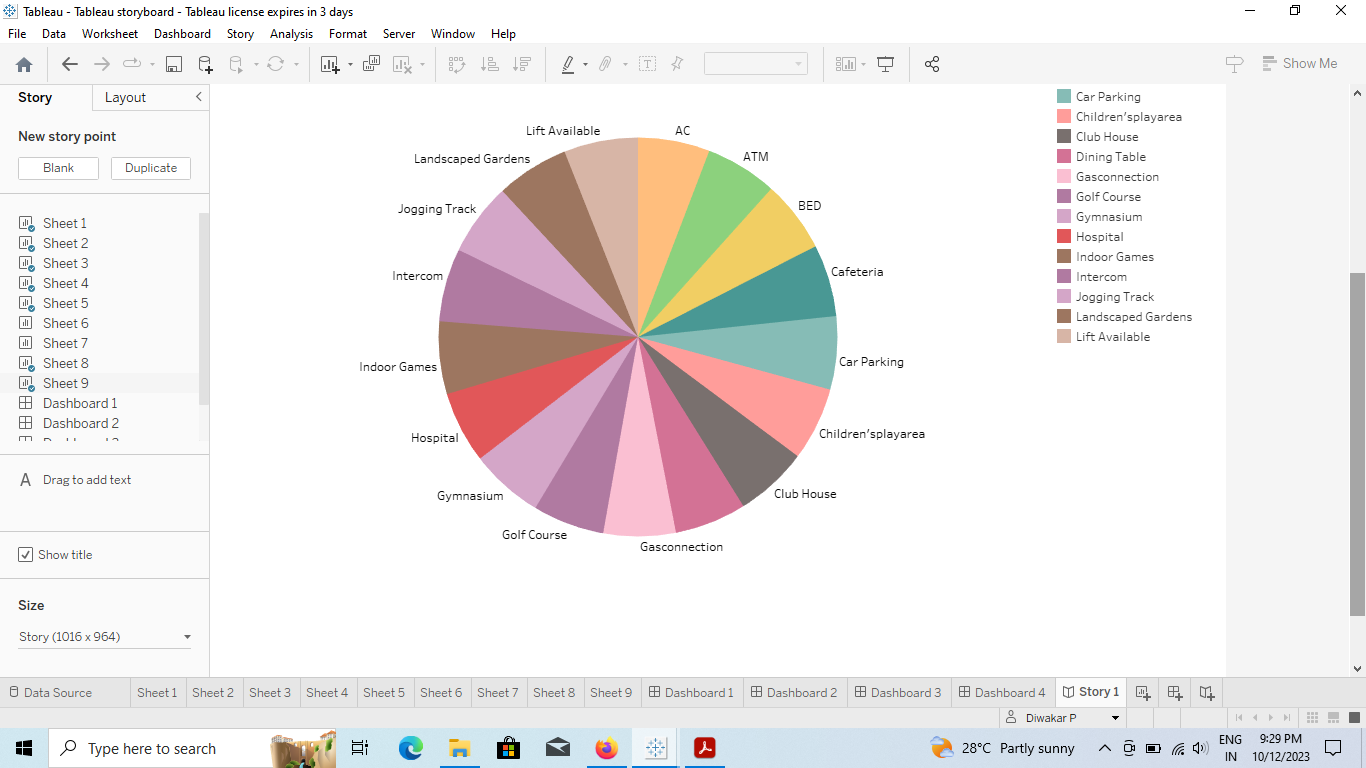 Tableau - Tableau storyboard - Tableau license expires in 3 days
File Data Worksheet Dashboard Story Analysis Format Server Window Help
Show Me
Story Layout
New story point
Blank Duplicate
Sheet 1
Sheet 2
Sheet 3
Sheet 4
Sheet 5
Sheet 6
Sheet 7
Sheet 8
Sheet 9
Dashboard 1
Dashboard 2
A Drag to add text
Show title
Size
Story (1016 x 964)
Lift Available
AC
Landscaped Gardens
ATM
Jogging Track
BED
Intercom
Cafeteria
Indoor Games
Car Parking
Hospital
Children'splayarea
Gymnasium
Club House
Golf Course
Gasconnection
Car Parking
Children'splayarea
Club House
Dining Table
Gasconnection
Golf Course
Gymnasium
Hospital
Indoor Games
Intercom
Jogging Track
Landscaped Gardens
Lift Available
Data Source Sheet 1 Sheet 2 Sheet 3 Sheet 4 Sheet 5 Sheet 6 Sheet 7 Sheet 8 Sheet 9 Dashboard 1 Dashboard 2 Dashboard 3 Dashboard 4 Story 1
Diwakar P
Type here to search
28°C Partly sunny
ENG
IN
9:29 PM
10/12/2023